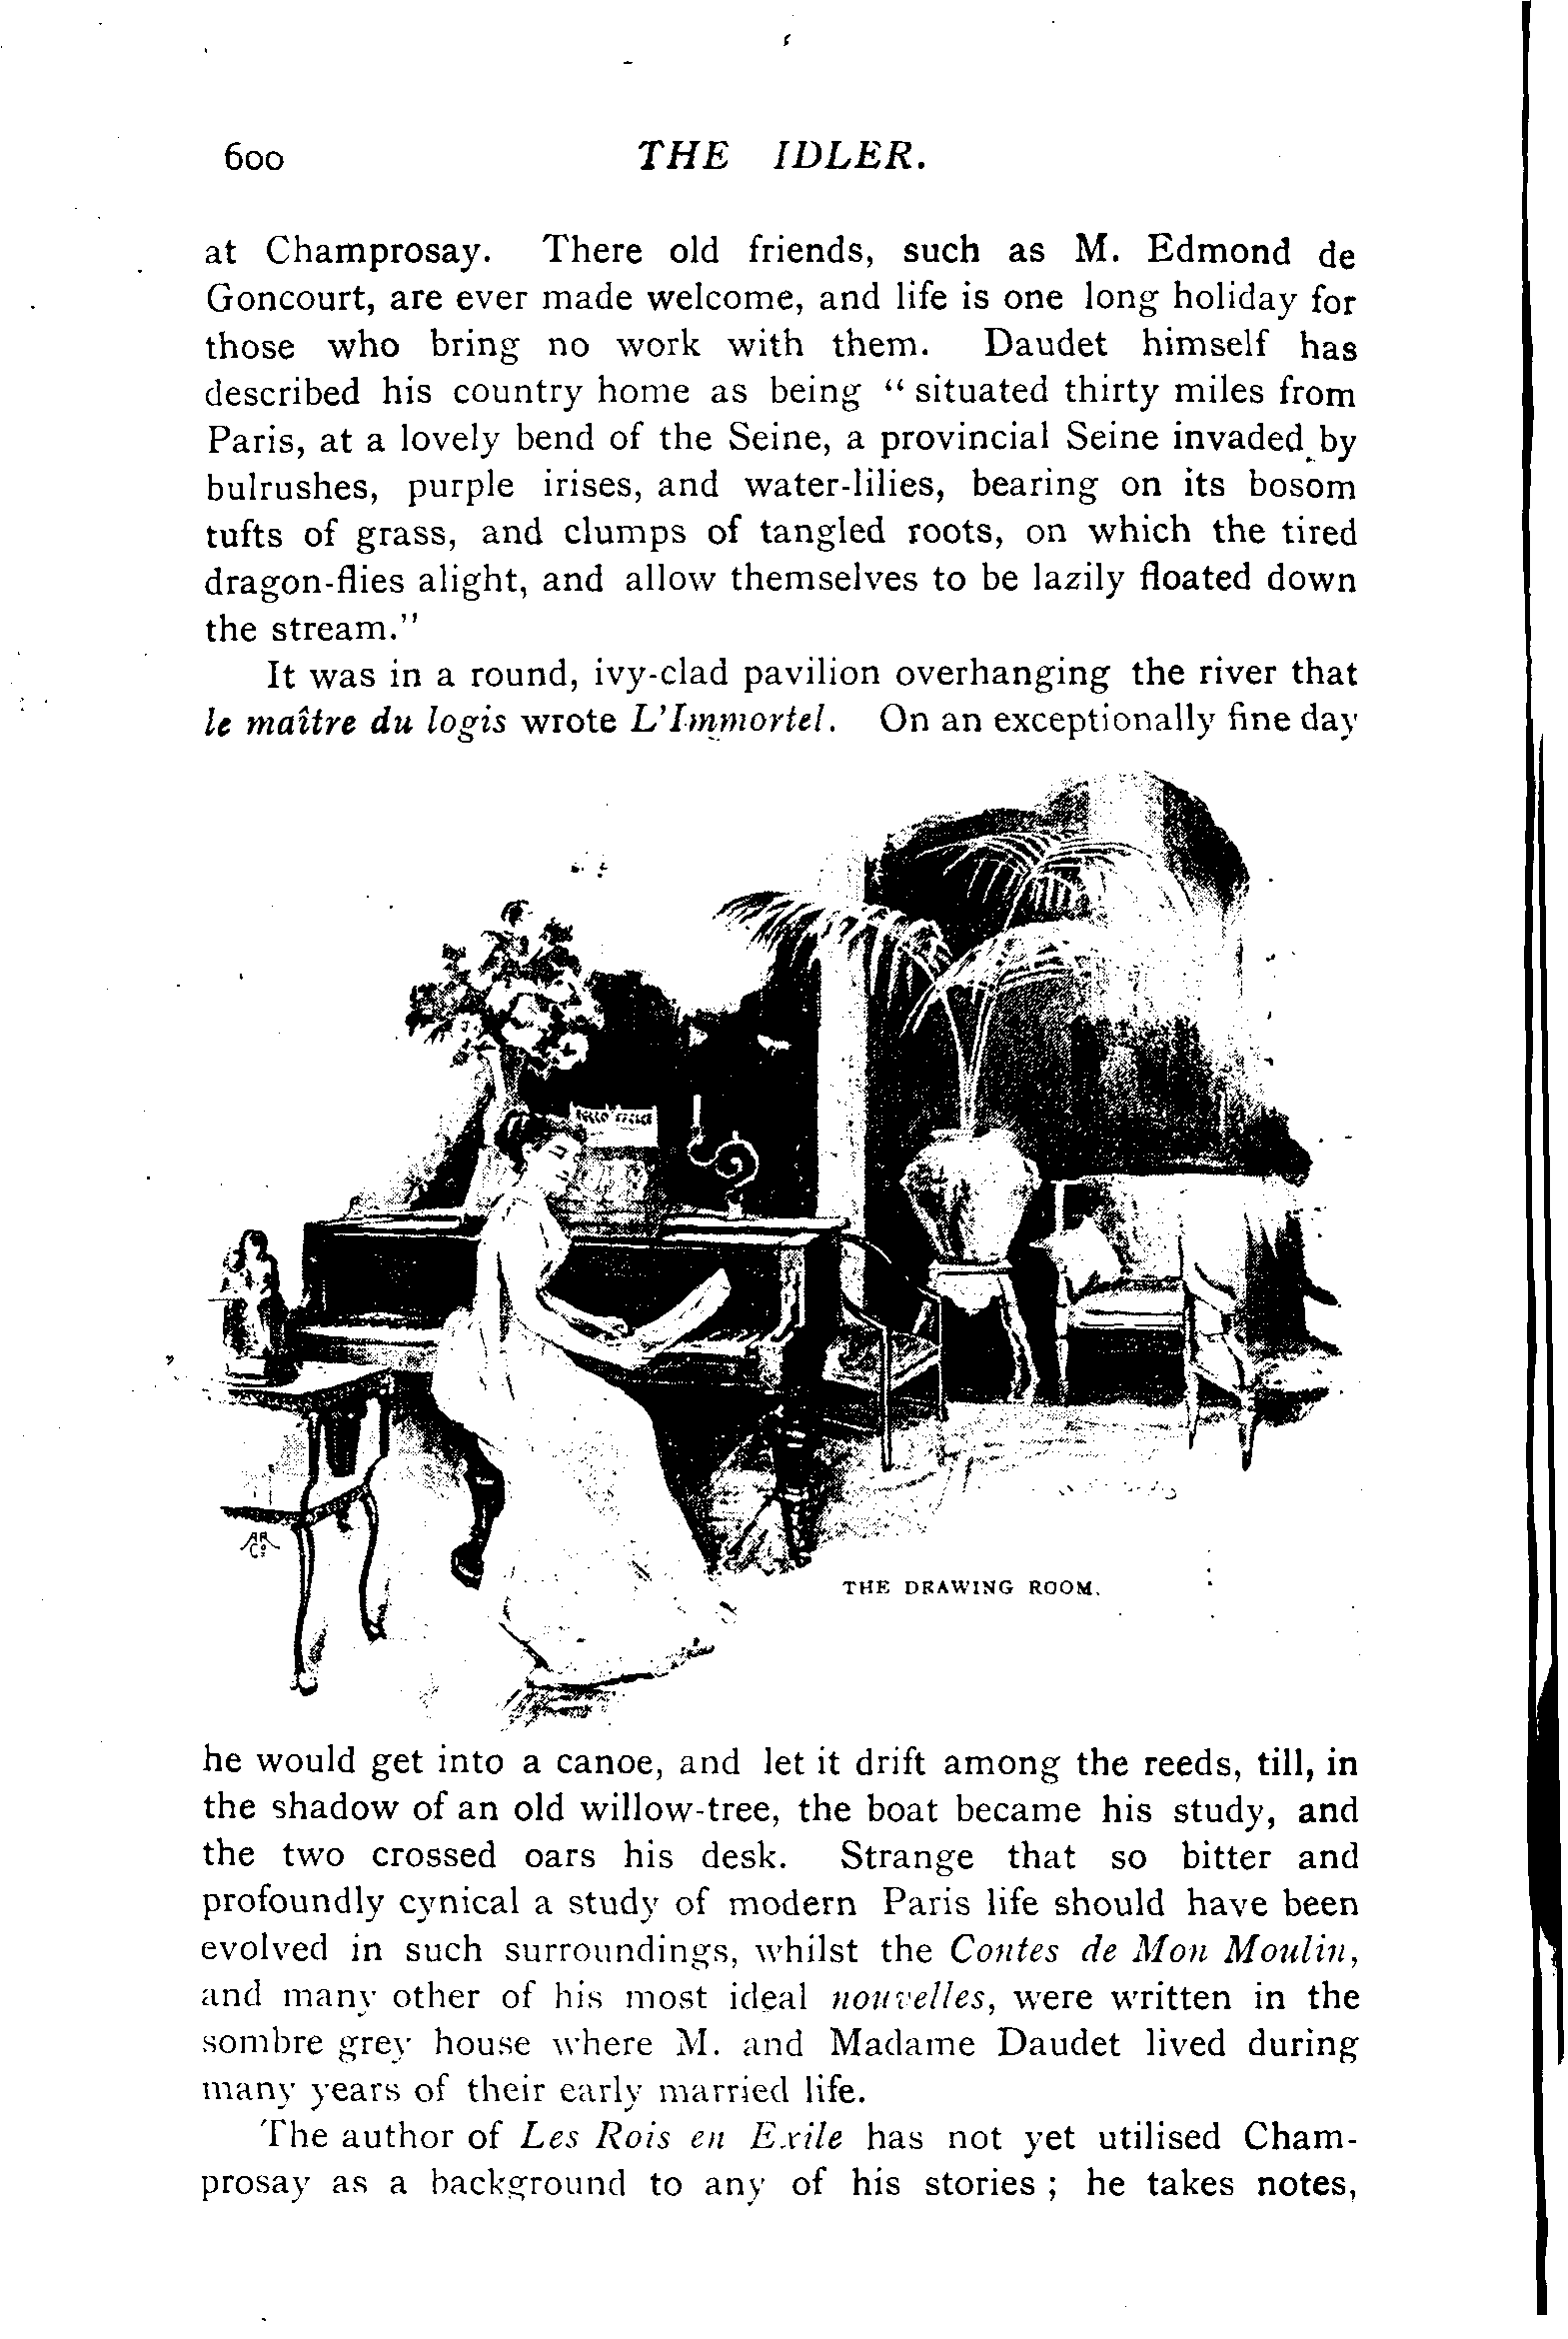 600
THE IDLER.
at Champrosay. There old friends, such as M. Edmond de
Goncourt, are ever made welcome, and life is one long holiday for
those who bring no work with them. Daudet himself has
described his country home as being “ situated thirty miles from
Paris, at a lovely bend of the Seine, a provincial Seine invaded by
bulrushes, purple irises, and water-lilies, bearing on its bosom
tufts of grass, and clumps of tangled roots, on which the tired
dragon-flies alight, and allow themselves to be lazily floated down
the stream.”
It was in a round, ivy-clad pavilion overhanging the river that
le maître du logis wrote L’Immortel. On an exceptionally fine day
AR
Co
THE DRAWING ROOM.
he would get into a canoe, and let it drift among the reeds, till, in
the shadow of an old willow-tree, the boat became his study, and
the two crossed oars his desk. Strange that so bitter and
profoundly cynical a study of modern Paris life should have been
evolved in such surroundings, whilst the Contes de Mon Moulin,
and many other of his most ideal nouvelles, were written in the
sombre grey house where M. and Madame Daudet lived during
many years of their early married life.
The author of Les Rois en Exile has not yet utilised Cham-
prosay as a background to any of his stories ; he takes notes,